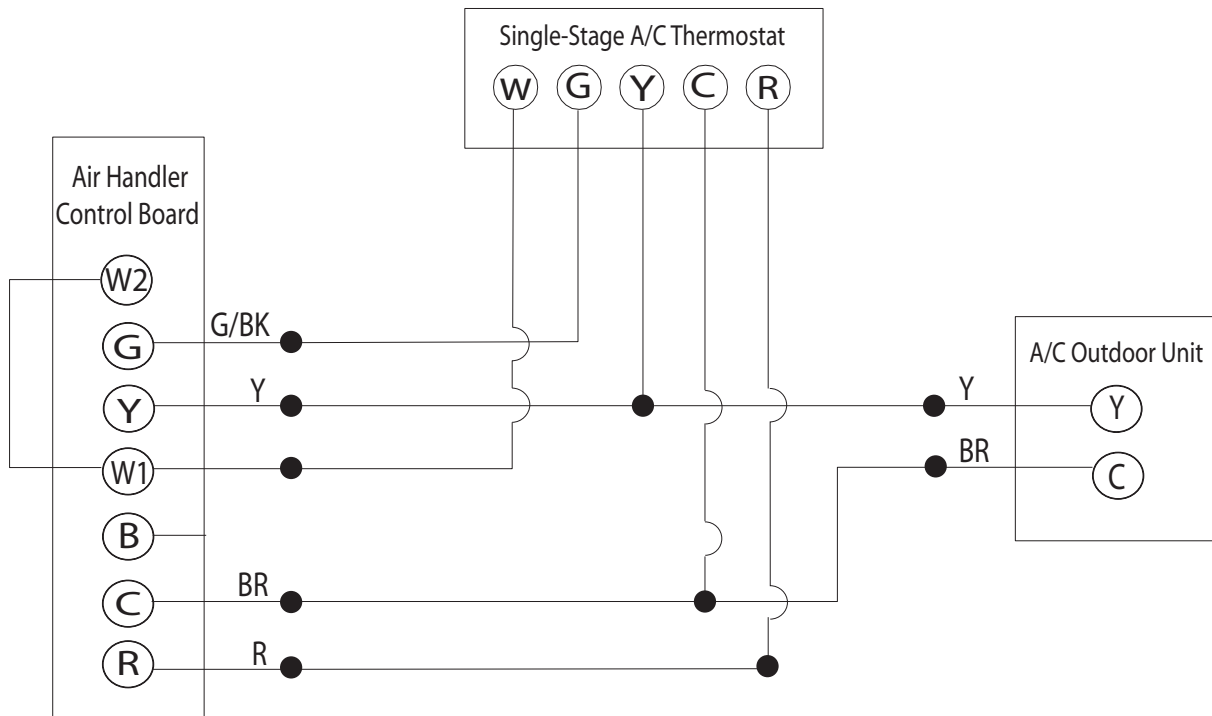 Single-Stage A/C Thermostat
W G Y C R
Air Handler
Control Board
W2
G
G/BK
Y
Y
W1
B
C
BR
R
R
A/C Outdoor Unit
Y
Y
BR
C